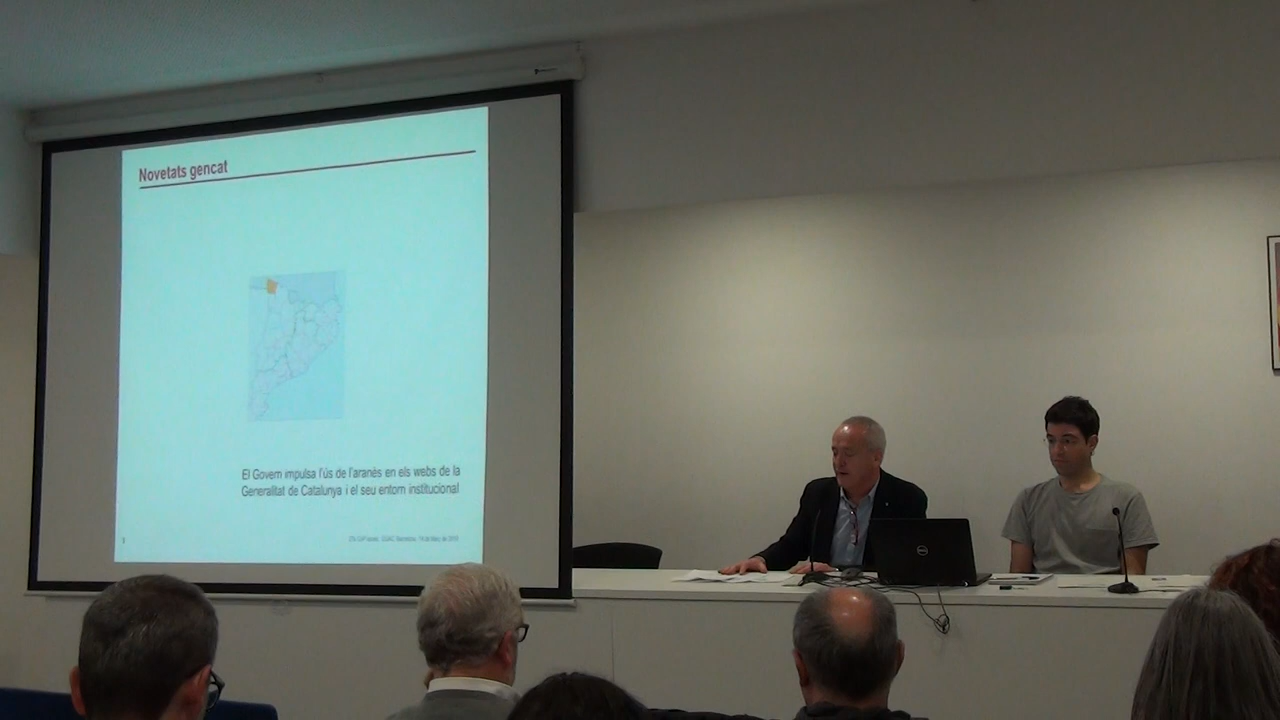 Novetats gencat
El Govern impulsa l'ús de l'aranès en els webs de la
Generalitat de Catalunya i el seu entorn institucional
DELL